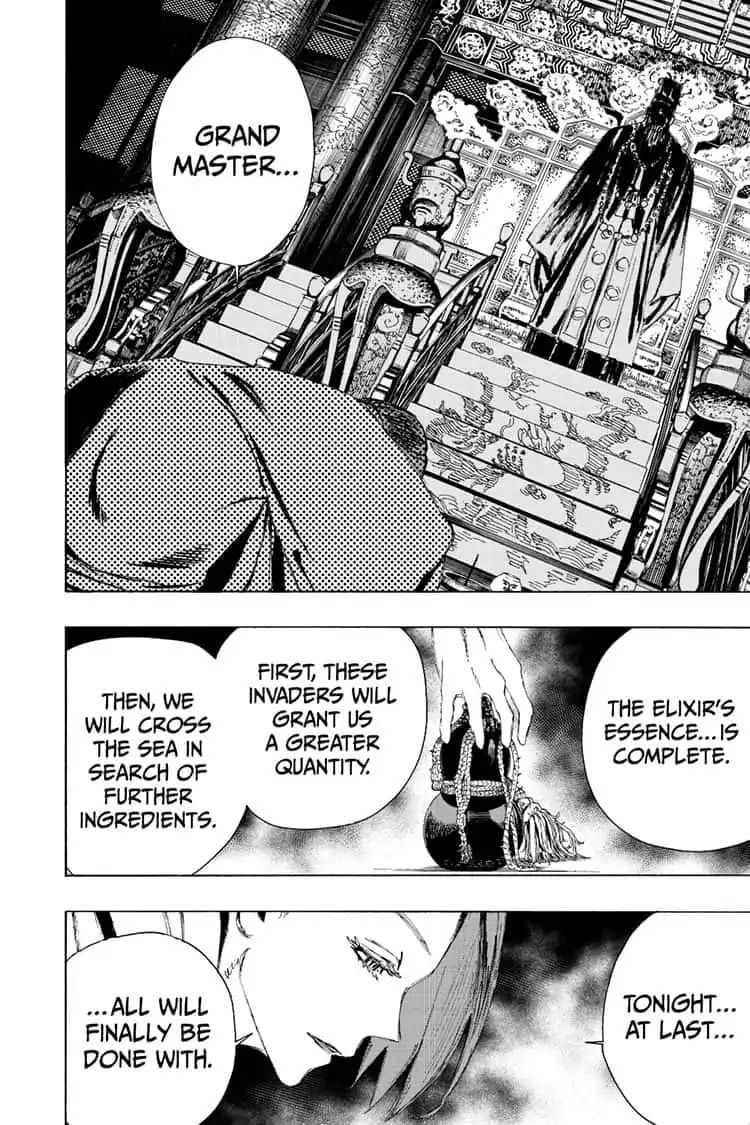 GRAND
MASTER...
THE ELIXIR'S
ESSENCE...IS
COMPLETE.
FIRST, THESE
INVADERS WILL
GRANT US
A GREATER
QUANTITY.
THEN, WE
WILL CROSS
THE SEA IN
SEARCH OF
FURTHER
INGREDIENTS.
TONIGHT...
AT LAST...
...ALL WILL
FINALLY BE
DONE WITH.